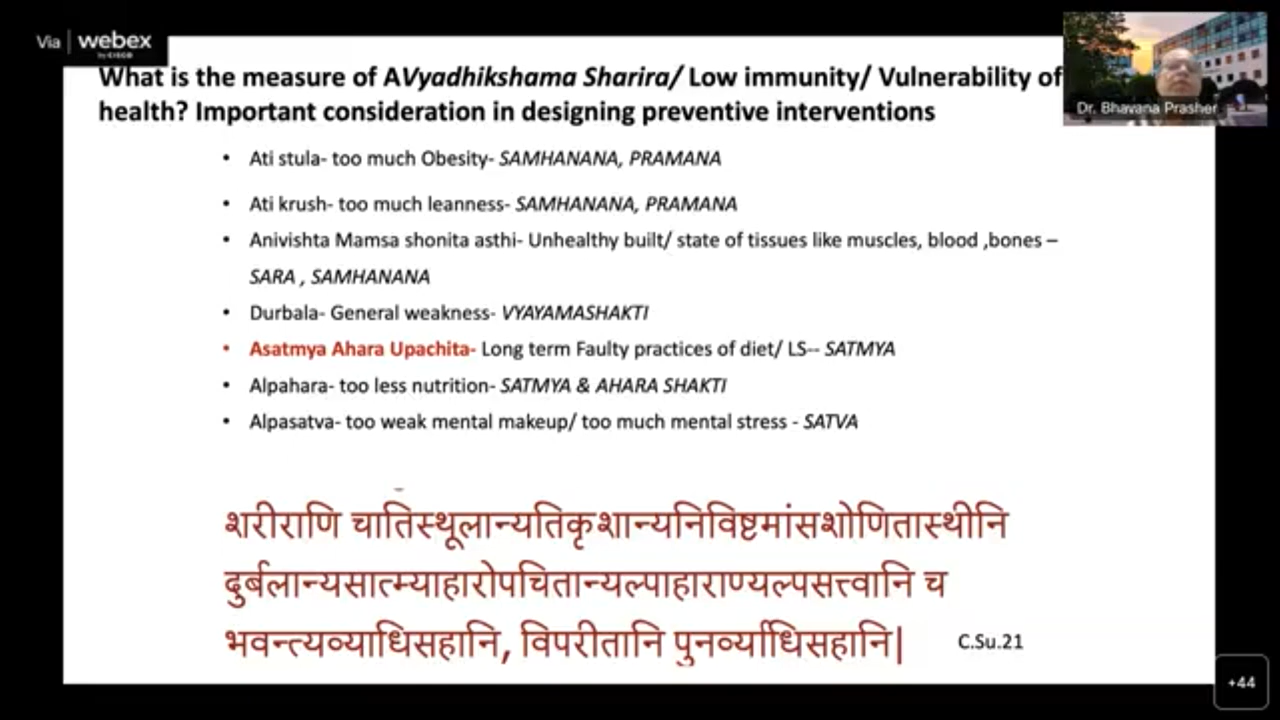 Via webex
by CISCO
What is the measure of AVyadhikshama Sharira/ Low immunity/ Vulnerability of
health? Important consideration in designing preventive interventions
Dr. Bhavana Prasher
• Ati stula- too much Obesity- SAMHANANA, PRAMANA
• Ati krush- too much leanness- SAMHANANA, PRAMANA
• Anivishta Mamsa shonita asthi- Unhealthy built/ state of tissues like muscles, blood ,bones –
SARA , SAMHANANA
• Durbala- General weakness- VYAYAMASHAKTI
• Asatmya Ahara Upachita- Long term Faulty practices of diet/ LS-- SATMYA
• Alpahara- too less nutrition- SATMYA & AHARA SHAKTI
• Alpasatva- too weak mental makeup/ too much mental stress - SATVA
शरीराणि चातिस्थूलान्यतिकृशान्यनिविष्टमांसशोणितास्थीनि
दुर्बलान्यसात्म्याहारोपचितान्यल्पाहाराण्यल्पसत्त्वानि च
भवन्त्यव्याधिसहानि, विपरीतानि पुनर्व्याधिसहानि|
C.Su.21
+44